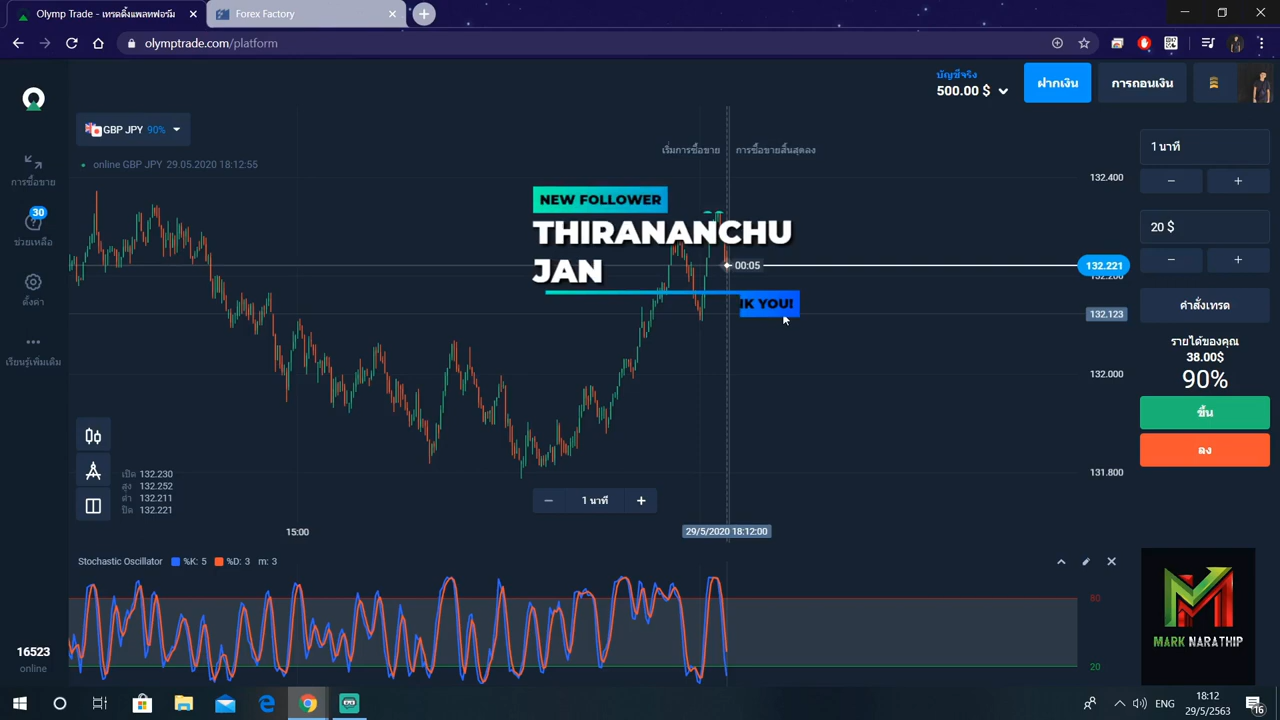 Olymp Trade - เทรดดิ้งแพลทฟอร์ม
Forex Factory
olymptrade.com/platform
บัญชีจริง
500.00 $
ฝากเงิน
การถอนเงิน
GBP JPY 90%
online GBP JPY 29.05.2020 18:12:55
เริ่มการซื้อขาย
การซื้อขายสิ้นสุดลง
การซื้อขาย
30
ช่วยเหลือ
ตั้งค่า
เรียนรู้เพิ่มเติม
NEW FOLLOWER
THIRANANCHU
JAN
K YOU!
00:05
132.400
132.221
132.200
132.123
132.000
131.800
1 นาที
20 $
คำสั่งเทรด
รายได้ของคุณ
38.00$
90%
ขึ้น
ลง
เปิด 132.230
สูง 132.252
ต่ำ 132.211
ปิด 132.221
1 นาที
15:00
29/5/2020 18:12:00
Stochastic Oscillator %K: 5 %D: 3 m: 3
80
20
MARK NARATHIP
16523
online
ENG
18:12
29/5/2563
16